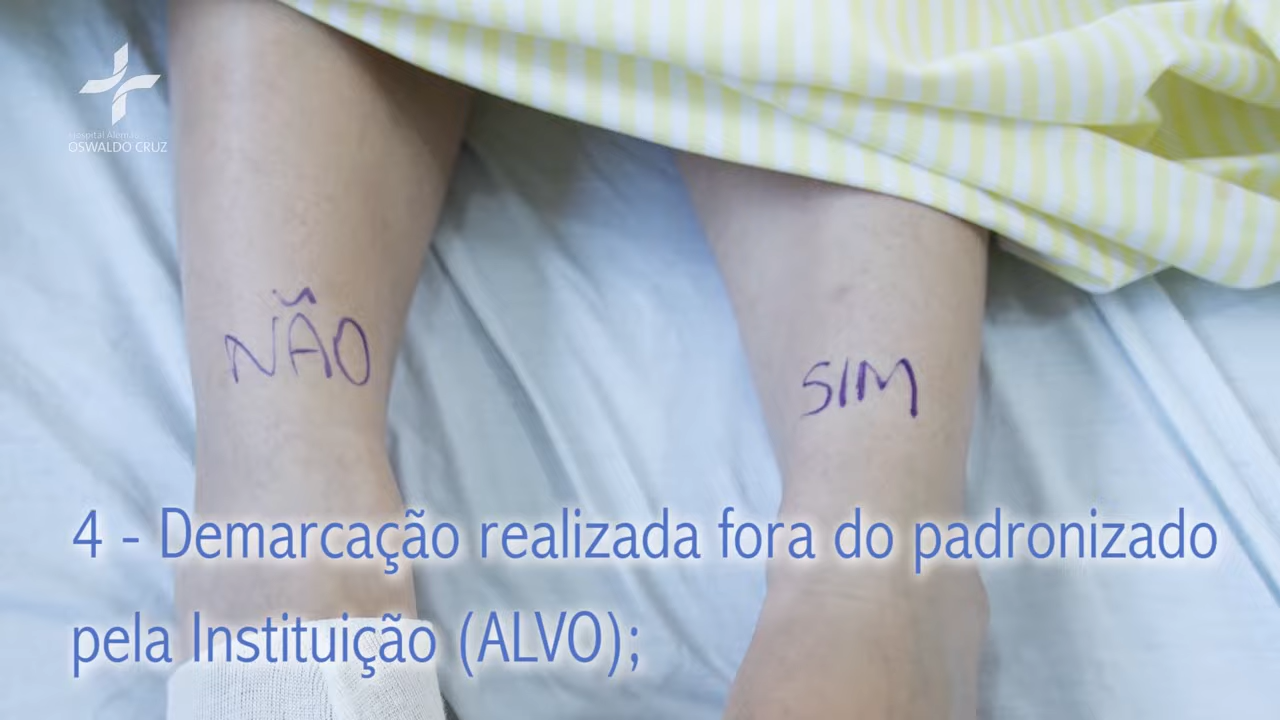 Hospital Alemão
OSWALDO CRUZ
NÃO
SIM
4 - Demarcação realizada fora do padronizado
pela Instituição (ALVO);